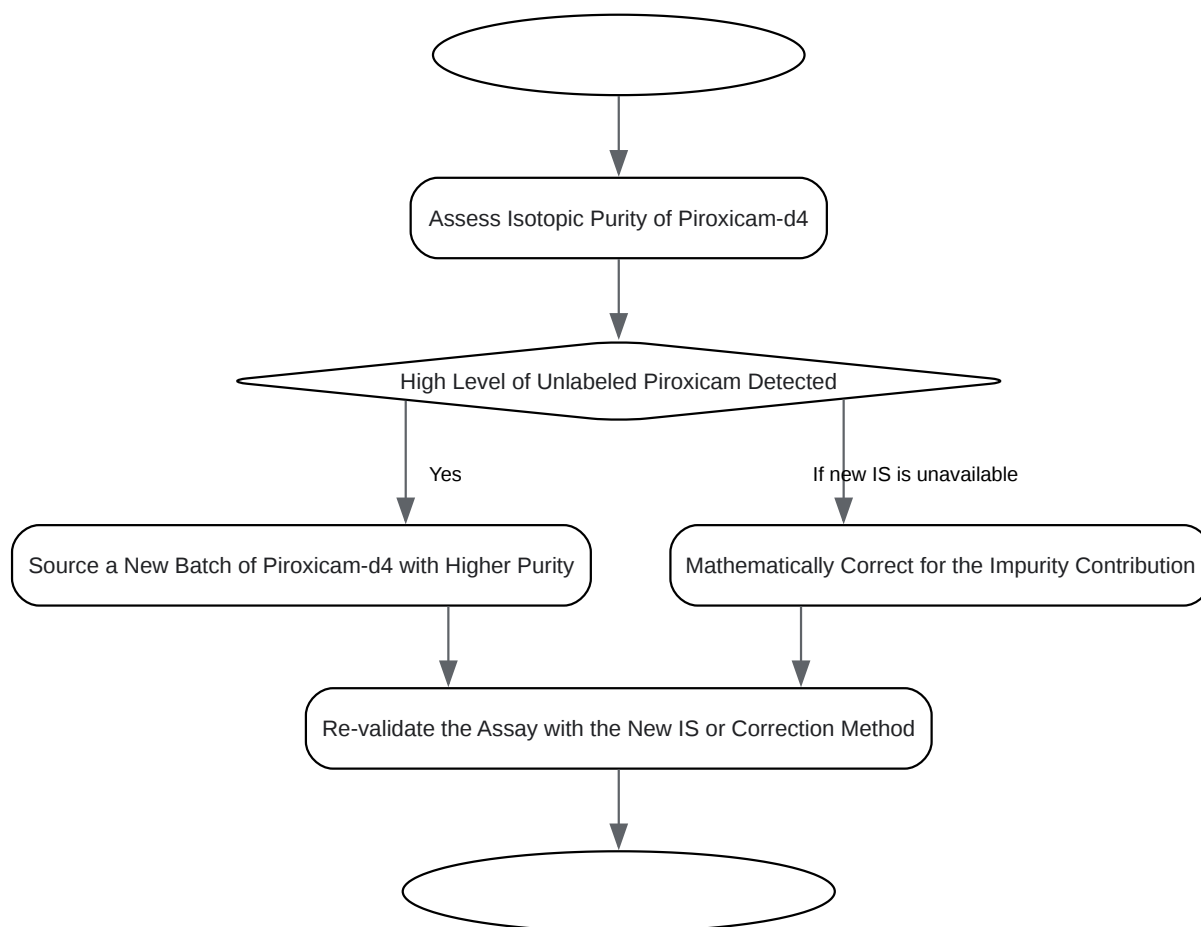 Assess Isotopic Purity of Piroxicam-d4
High Level of Unlabeled Piroxicam Detected
Yes
If new IS is unavailable
Source a New Batch of Piroxicam-d4 with Higher Purity
Mathematically Correct for the Impurity Contribution
Re-validate the Assay with the New IS or Correction Method